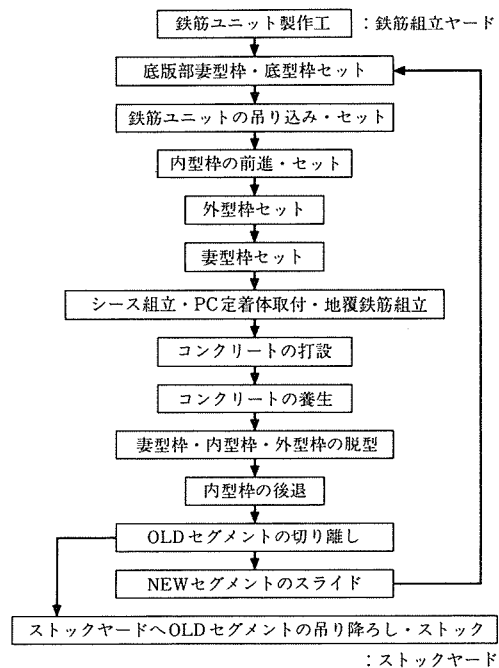 鉄筋ユニット製作工 ：鉄筋組立ヤード
底版部妻型枠・底型枠セット
鉄筋ユニットの吊り込み・セット
内型枠の前進・セット
外型枠セット
妻型枠セット
シース組立・PC定着体取付・地覆鉄筋組立
コンクリートの打設
コンクリートの養生
妻型枠・内型枠・外型枠の脱型
内型枠の後退
OLDセグメントの切り離し
NEWセグメントのスライド
ストックヤードへOLDセグメントの吊り降ろし・ストック
：ストックヤード